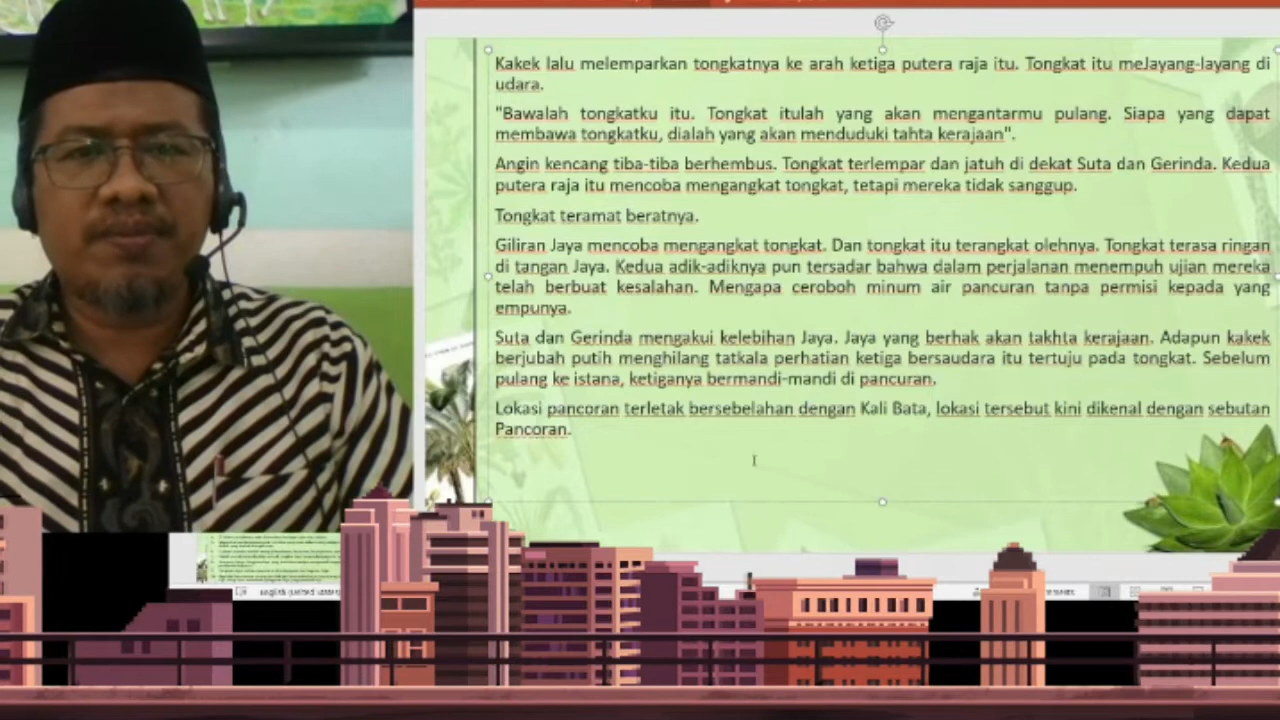 Kakek lalu melemparkan tongkatnya ke arah ketiga putera raja itu. Tongkat itu meJayang-layang di
udara.
"Bawalah tongkatku itu. Tongkat itulah yang akan mengantarmu pulang. Siapa yang dapat
membawa tongkatku, dialah yang akan menduduki tahta kerajaan".
Angin kencang tiba-tiba berhembus. Tongkat terlempar dan jatuh di dekat Suta dan Gerinda. Kedua
putera raja itu mencoba mengangkat tongkat, tetapi mereka tidak sanggup.
Tongkat teramat beratnya.
Giliran Jaya mencoba mengangkat tongkat. Dan tongkat itu terangkat olehnya. Tongkat terasa ringan
di tangan Jaya. Kedua adik-adiknya pun tersadar bahwa dalam perjalanan menempuh ujian mereka
telah berbuat kesalahan. Mengapa ceroboh minum air pancuran tanpa permisi kepada yang
empunya.
Suta dan Gerinda mengakui kelebihan Jaya. Jaya yang berhak akan takhta kerajaan. Adapun kakek
berjubah putih menghilang tatkala perhatian ketiga bersaudara itu tertuju pada tongkat. Sebelum
pulang ke istana, ketiganya bermandi-mandi di pancuran.
Lokasi pancoran terletak bersebelahan dengan Kali Bata, lokasi tersebut kini dikenal dengan sebutan
Pancoran.